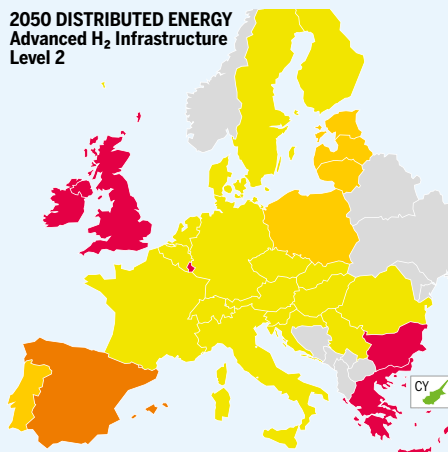 2050 DISTRIBUTED ENERGY
Advanced H₂ Infrastructure
Level 2
CY